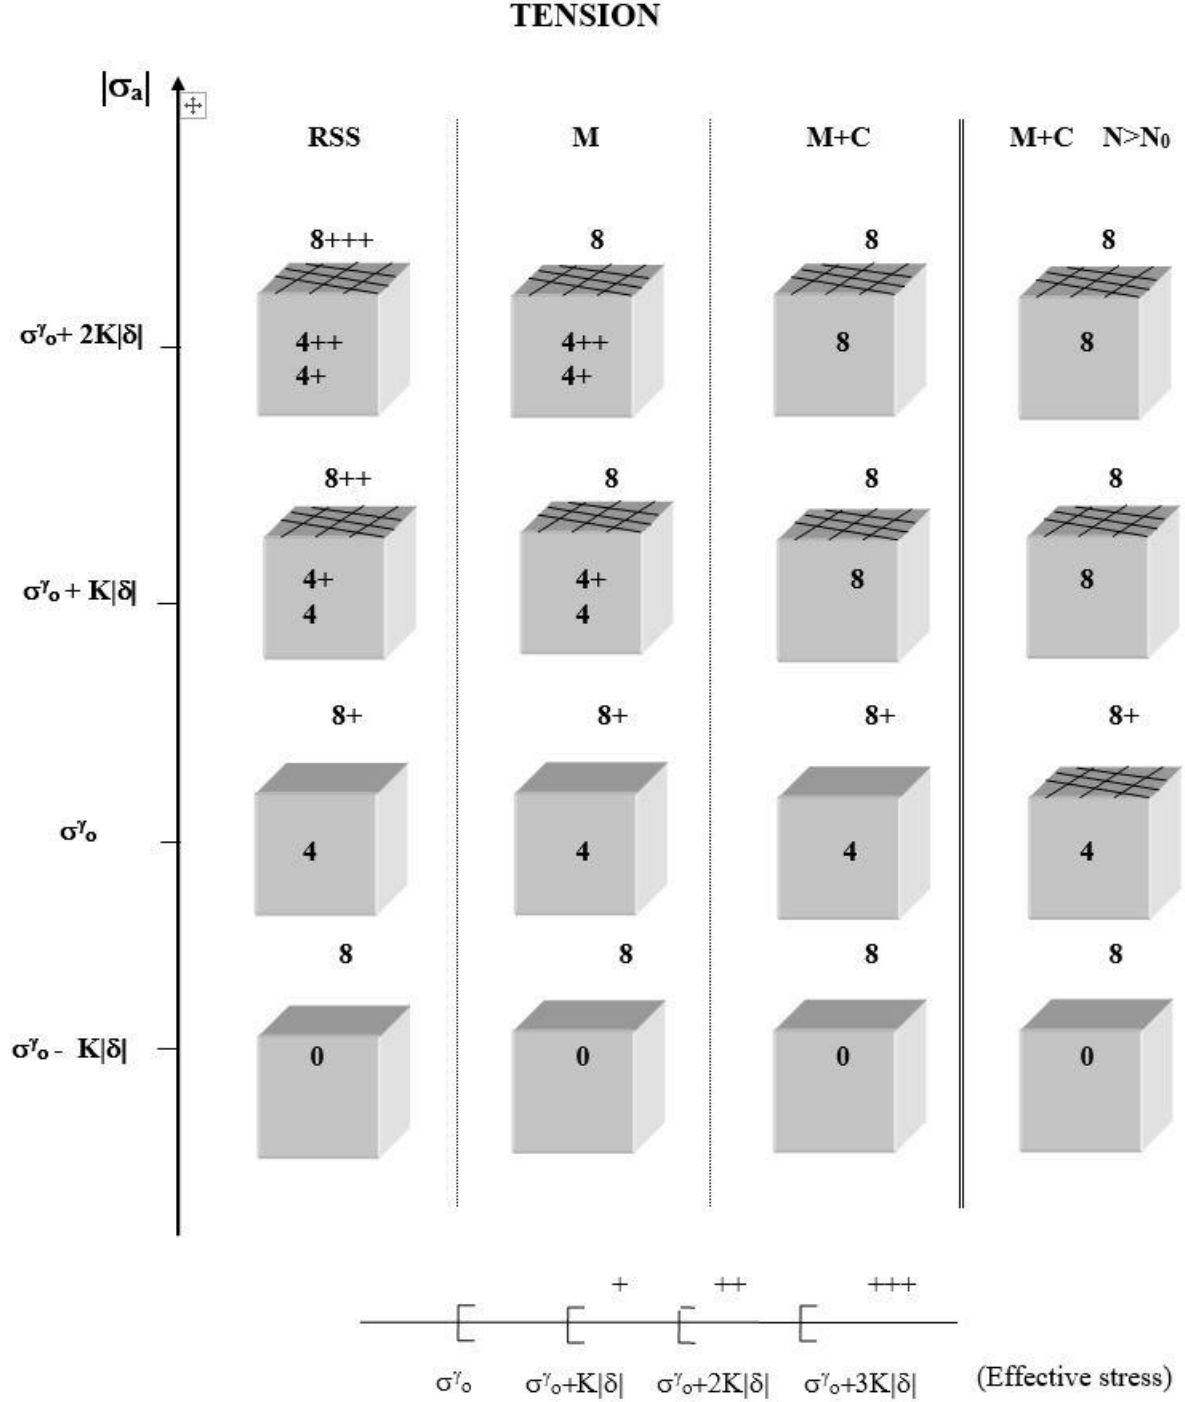 TENSION
|σₐ|
RSS M M+C M+C N>N₀
8+++ 8 8 8
σᵞₒ+ 2K|δ|
4++ 4++ 8 8
4+ 4+
8++ 8 8 8
σᵞₒ + K|δ|
4+ 4+ 8 8
4 4
8+ 8+ 8+ 8+
σᵞₒ
4 4 4 4
8 8 8 8
σᵞₒ - K|δ|
0 0 0 0
+ ++ +++
σᵞₒ σᵞₒ+K|δ| σᵞₒ+2K|δ| σᵞₒ+3K|δ| (Effective stress)